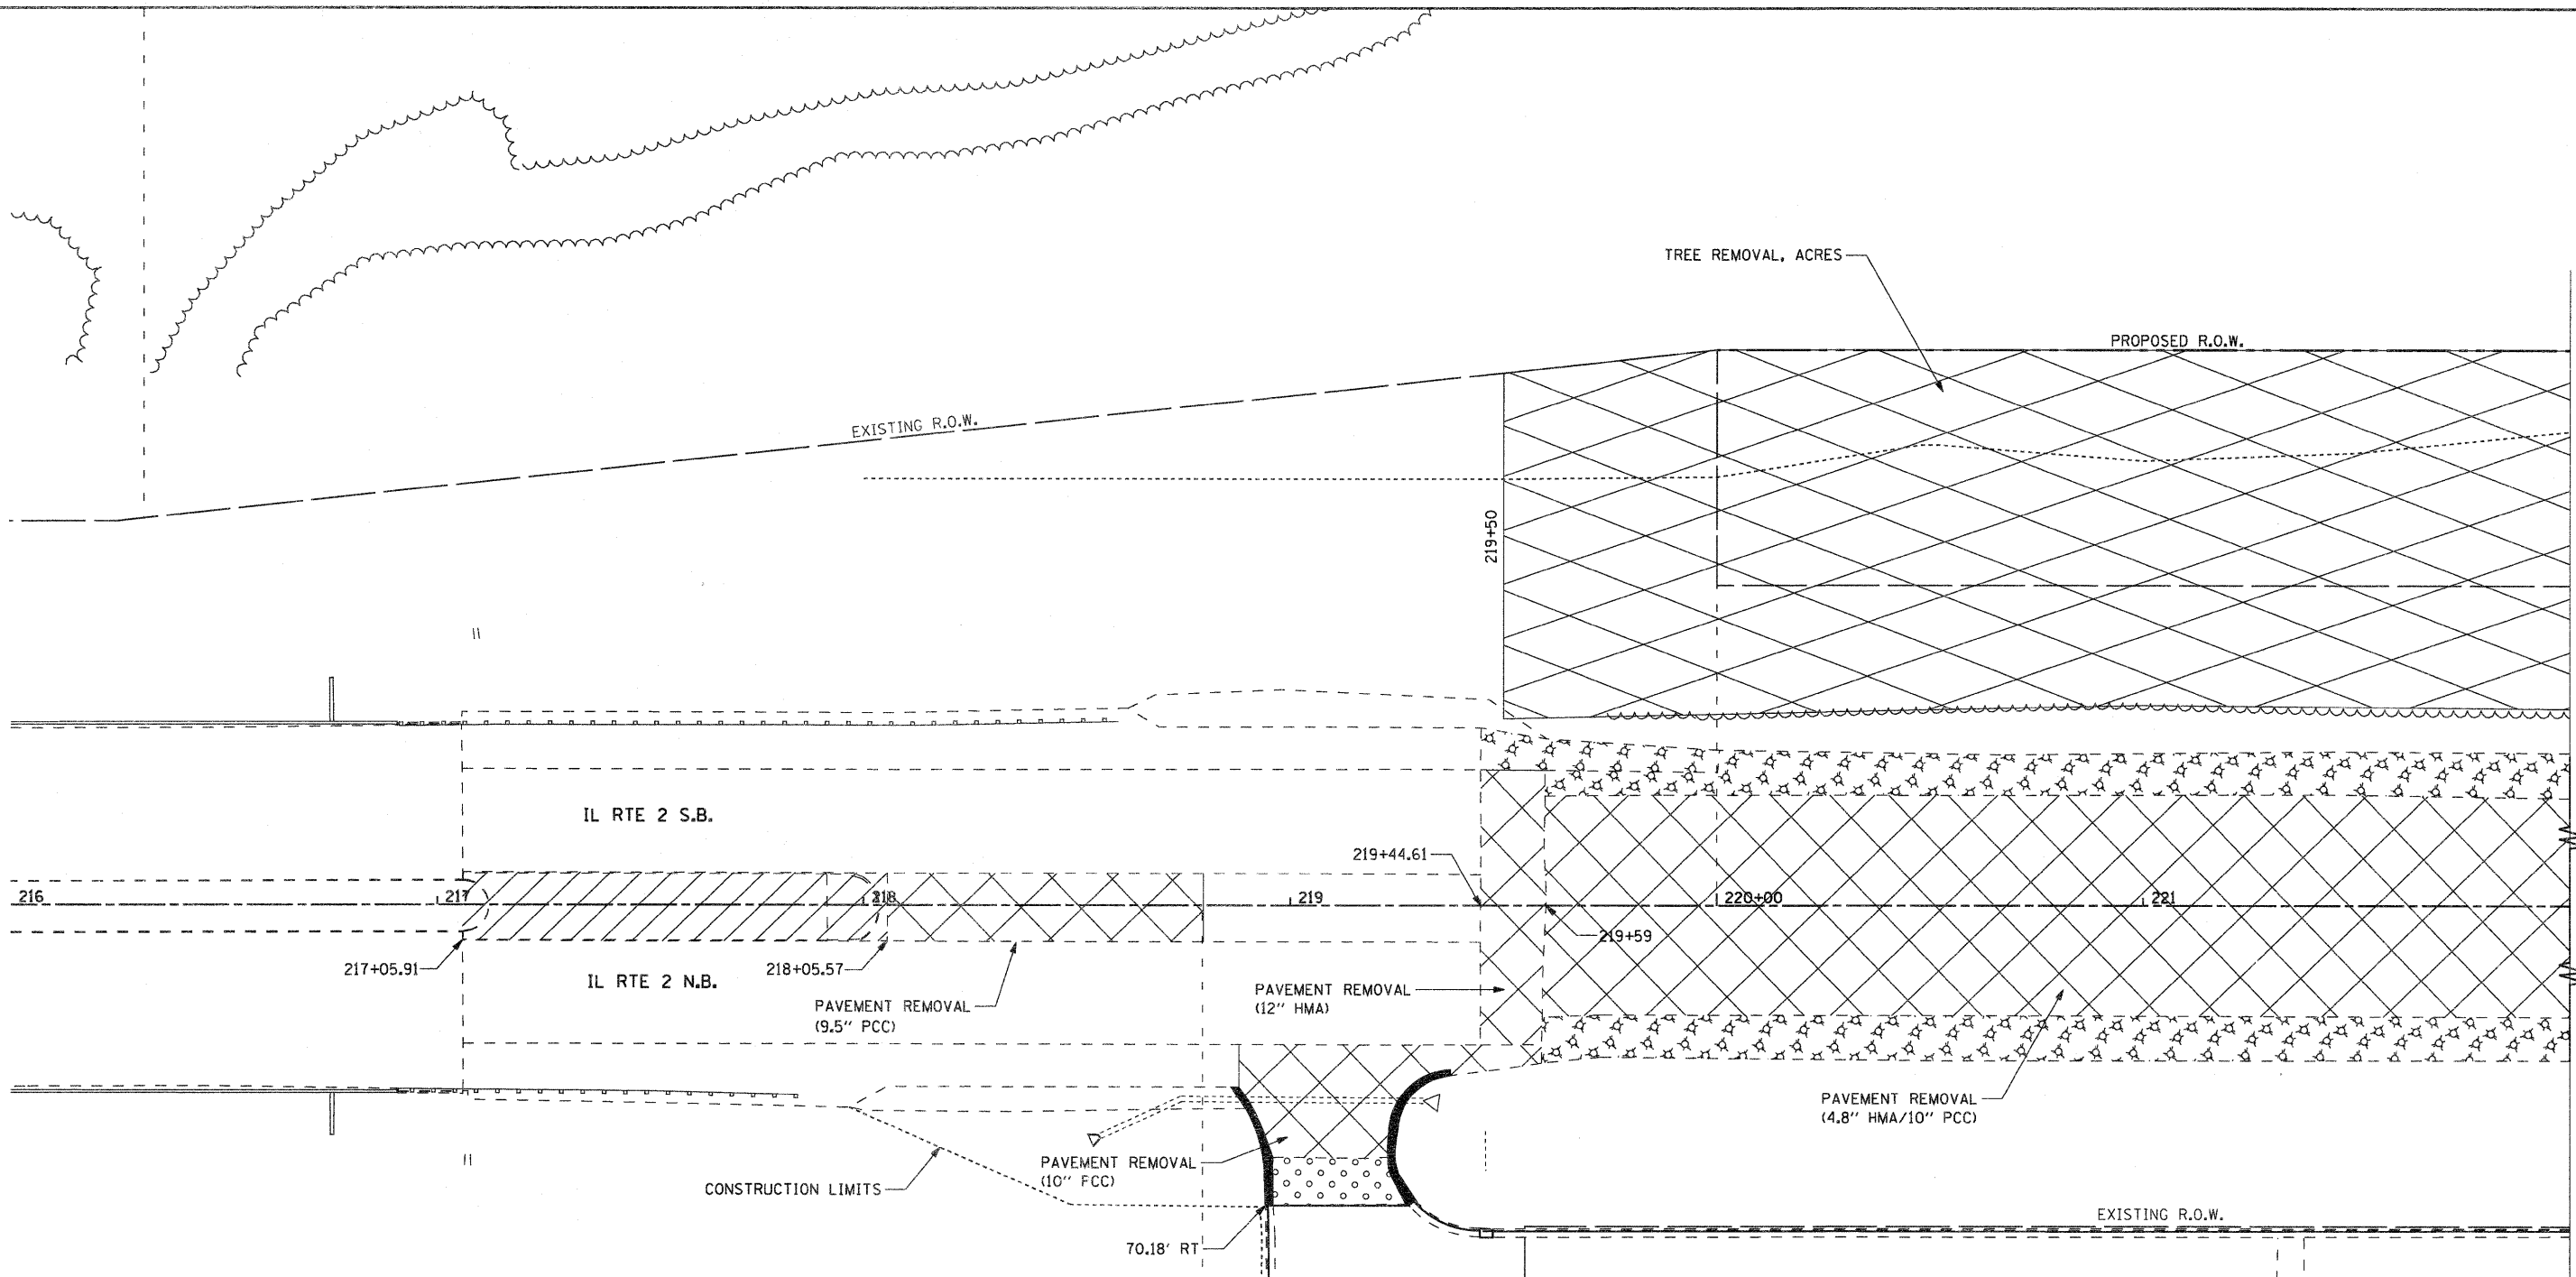 TREE REMOVAL, ACRES
PROPOSED R.O.W.
EXISTING R.O.W.
219+50
IL RTE 2 S.B.
219+44.61
216
217
218
219
220+00
221
219+59
217+05.91
218+05.57
IL RTE 2 N.B.
PAVEMENT REMOVAL
(9.5" PCC)
PAVEMENT REMOVAL
(12" HMA)
PAVEMENT REMOVAL
(4.8" HMA/10" PCC)
PAVEMENT REMOVAL
(10" PCC)
CONSTRUCTION LIMITS
EXISTING R.O.W.
70.18' RT